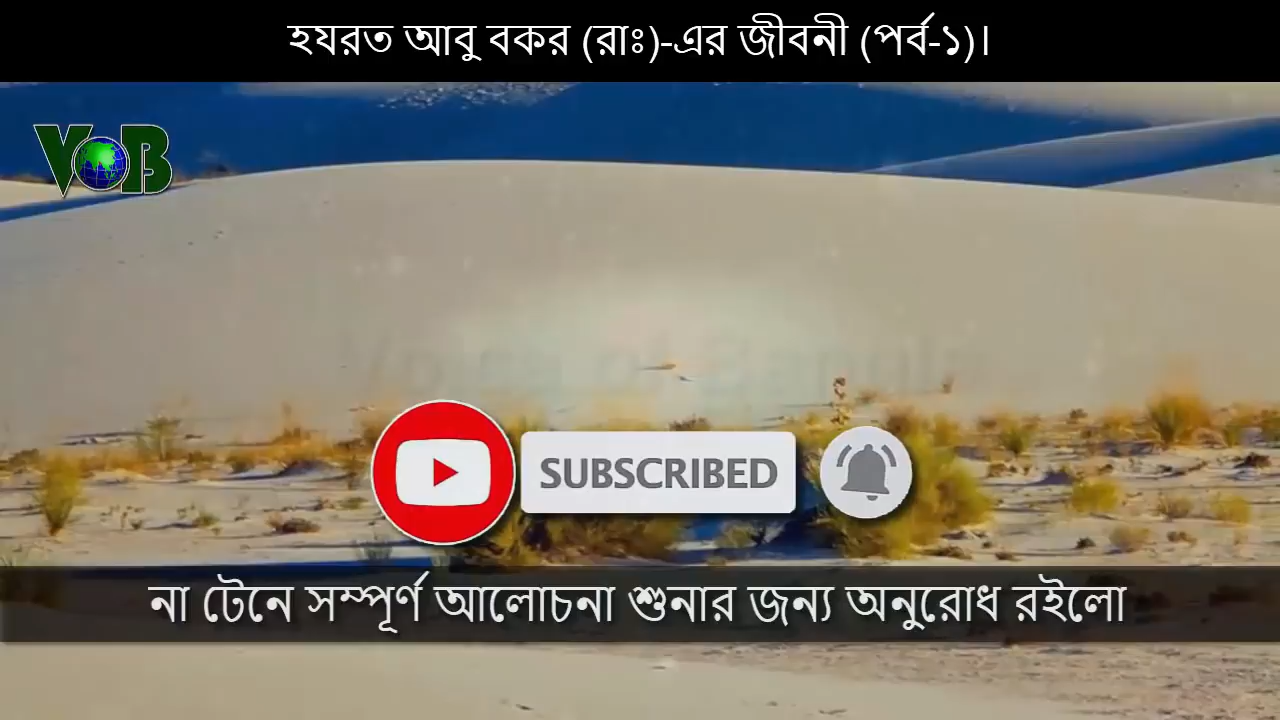 হযরত আবু বকর (রাঃ)-এর জীবনী (পর্ব-১)।
VOB
SUBSCRIBED
না টেনে সম্পূর্ণ আলোচনা শুনার জন্য অনুরোধ রইলো